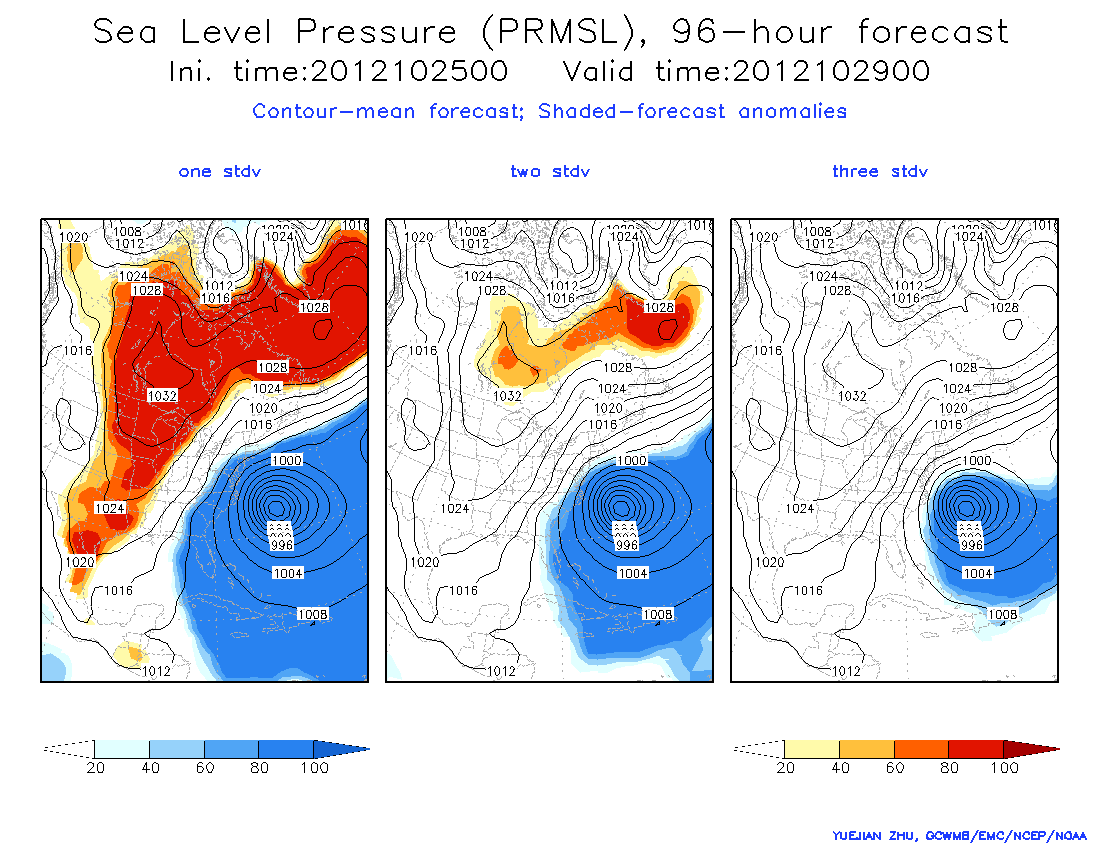 Sea Level Pressure (PRMSL), 96-hour forecast
Ini. time:2012102500 Valid time:2012102900
Contour-mean forecast; Shaded-forecast anomalies
one stdv two stdv three stdv
1020 1008 1012 1024 1020 1008 1012 1024 1020 1008 1012 1024
1024 1028 1012 1016 1028 1024 1028 1012 1016 1028 1024 1028 1012 1016 1028
1016 1028 1032 1024 1020 1016 1016 1028 1032 1024 1020 1016 1016 1028 1032 1024 1020 1016
1000 1000 1000
1024 996 1024 996 1024 996
1020 1004 1020 1004 1020 1004
1016 1008 1016 1008 1016 1008
1012 1012 1012
20 40 60 80 100 20 40 60 80 100
YUEJIAN ZHU, GCWMB/EMC/NCEP/NOAA